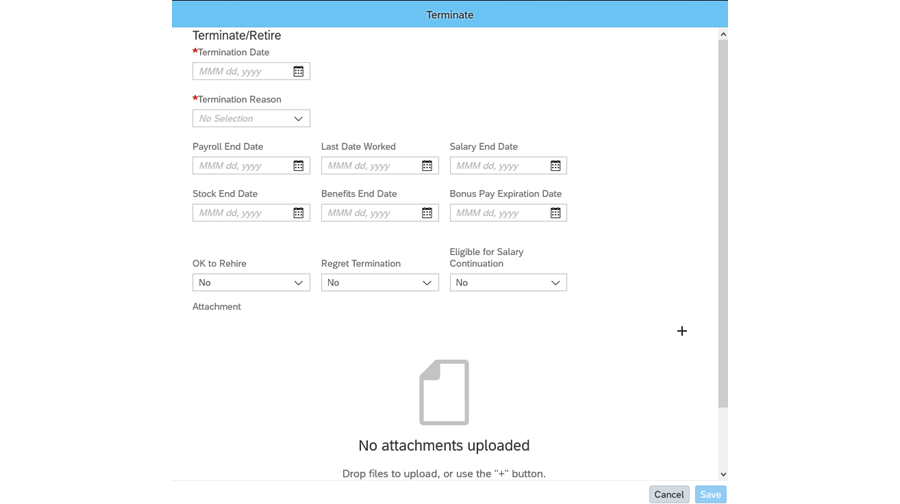 Terminate
Terminate/Retire
*Termination Date
MMM dd, yyyy
*Termination Reason
No Selection
Payroll End Date Last Date Worked Salary End Date
MMM dd, yyyy MMM dd, yyyy MMM dd, yyyy
Stock End Date Benefits End Date Bonus Pay Expiration Date
MMM dd, yyyy MMM dd, yyyy MMM dd, yyyy
Eligible for Salary
OK to Rehire Regret Termination Continuation
No No No
Attachment
+
No attachments uploaded
Drop files to upload, or use the "+" button.
Cancel Save